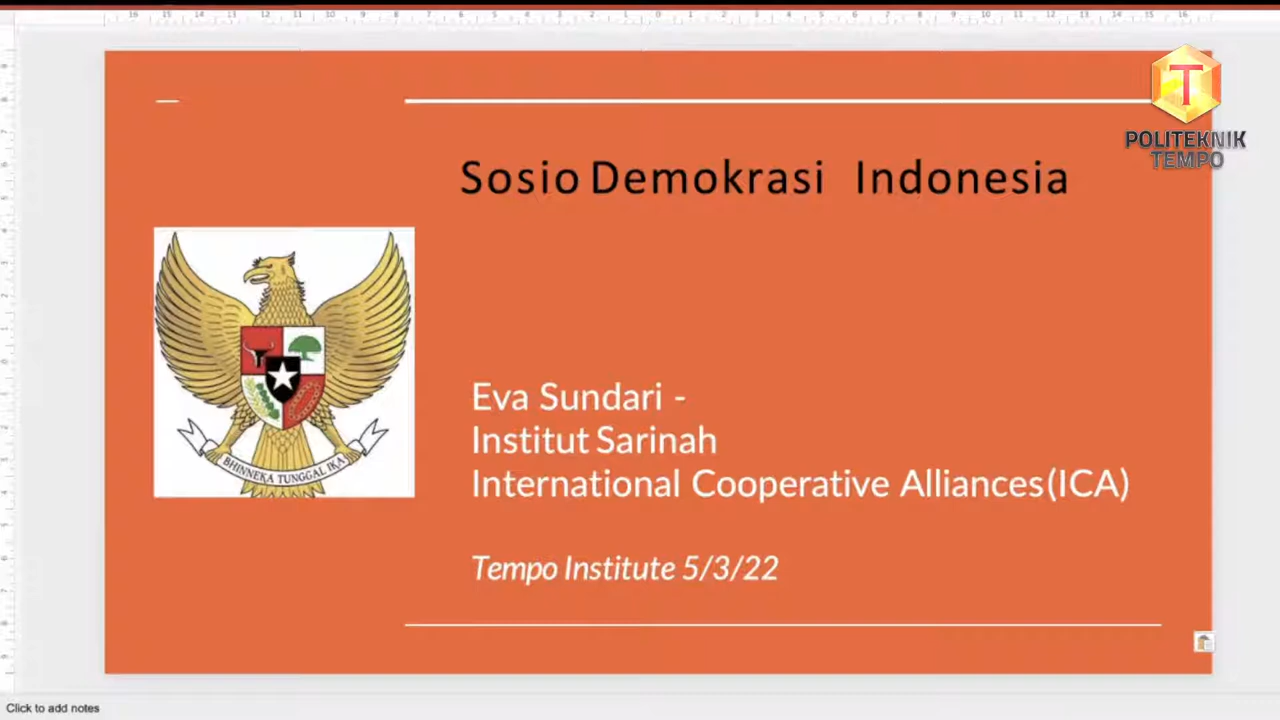 POLITEKNIK
TEMPO
Sosio Demokrasi Indonesia
BHINNEKA TUNGGAL IKA
Eva Sundari -
Institut Sarinah
International Cooperative Alliances(ICA)
Tempo Institute 5/3/22
Click to add notes